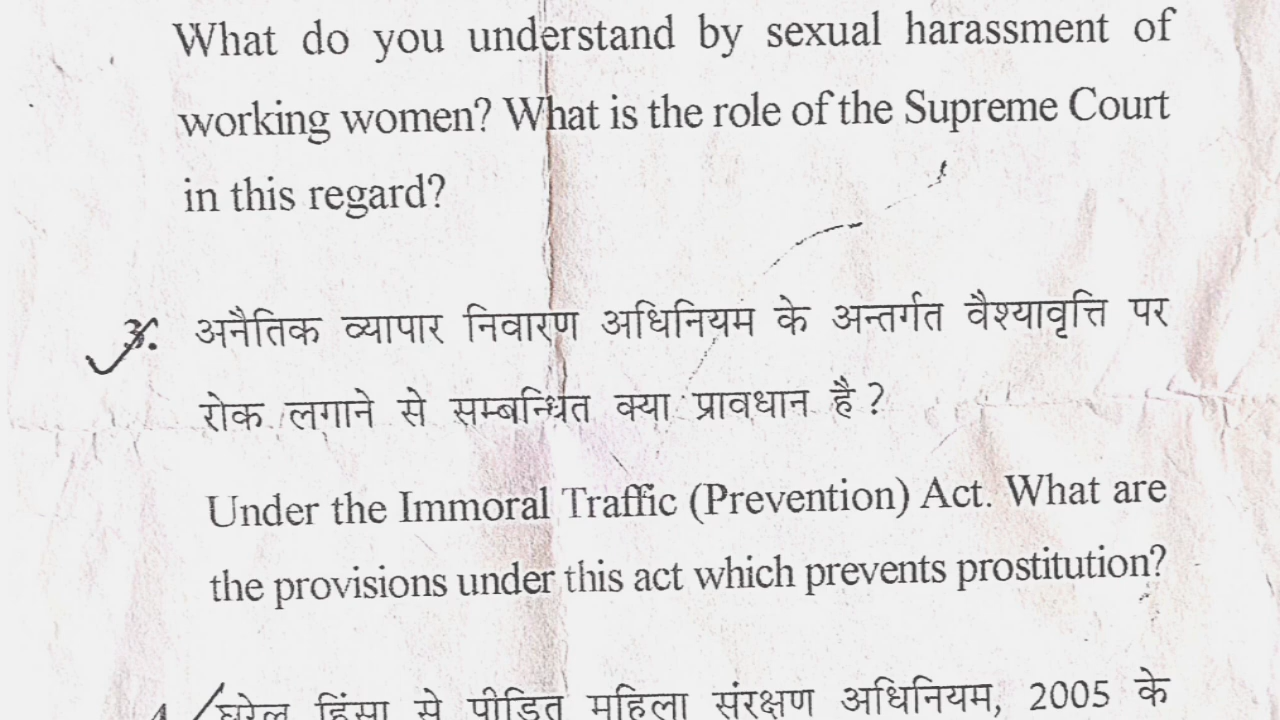 What do you understand by sexual harassment of
working women? What is the role of the Supreme Court
in this regard?
3. अनैतिक व्यापार निवारण अधिनियम के अन्तर्गत वैश्यावृत्ति पर
रोक लगाने से सम्बन्धित क्या प्रावधान है ?
Under the Immoral Traffic (Prevention) Act. What are
the provisions under this act which prevents prostitution?
घरेलू हिंसा से पीड़ित महिला संरक्षण अधिनियम, 2005 के